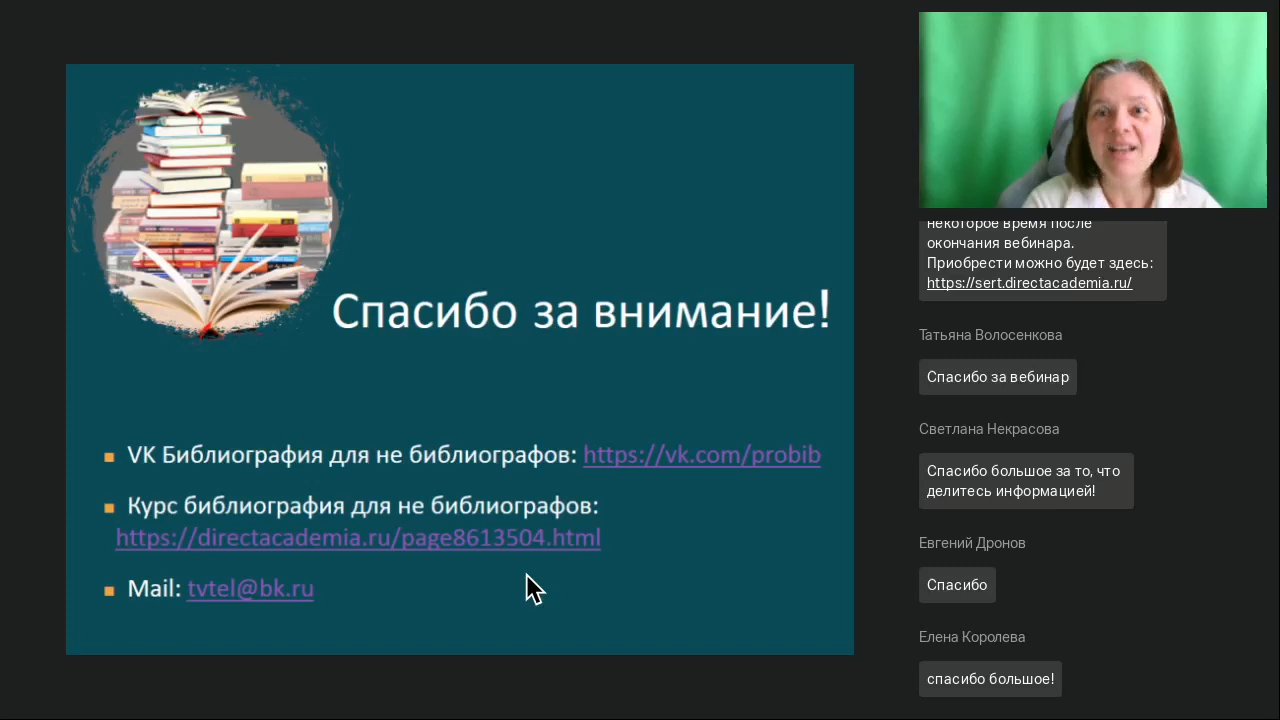 Спасибо за внимание!
VK Библиография для не библиографов: https://vk.com/probib
Курс библиография для не библиографов:
https://directacademia.ru/page8613504.html
Mail: tvtel@bk.ru
некоторое время после
окончания вебинара.
Приобрести можно будет здесь:
https://sert.directacademia.ru/
Татьяна Волосенкова
Спасибо за вебинар
Светлана Некрасова
Спасибо большое за то, что
делитесь информацией!
Евгений Дронов
Спасибо
Елена Королева
спасибо большое!